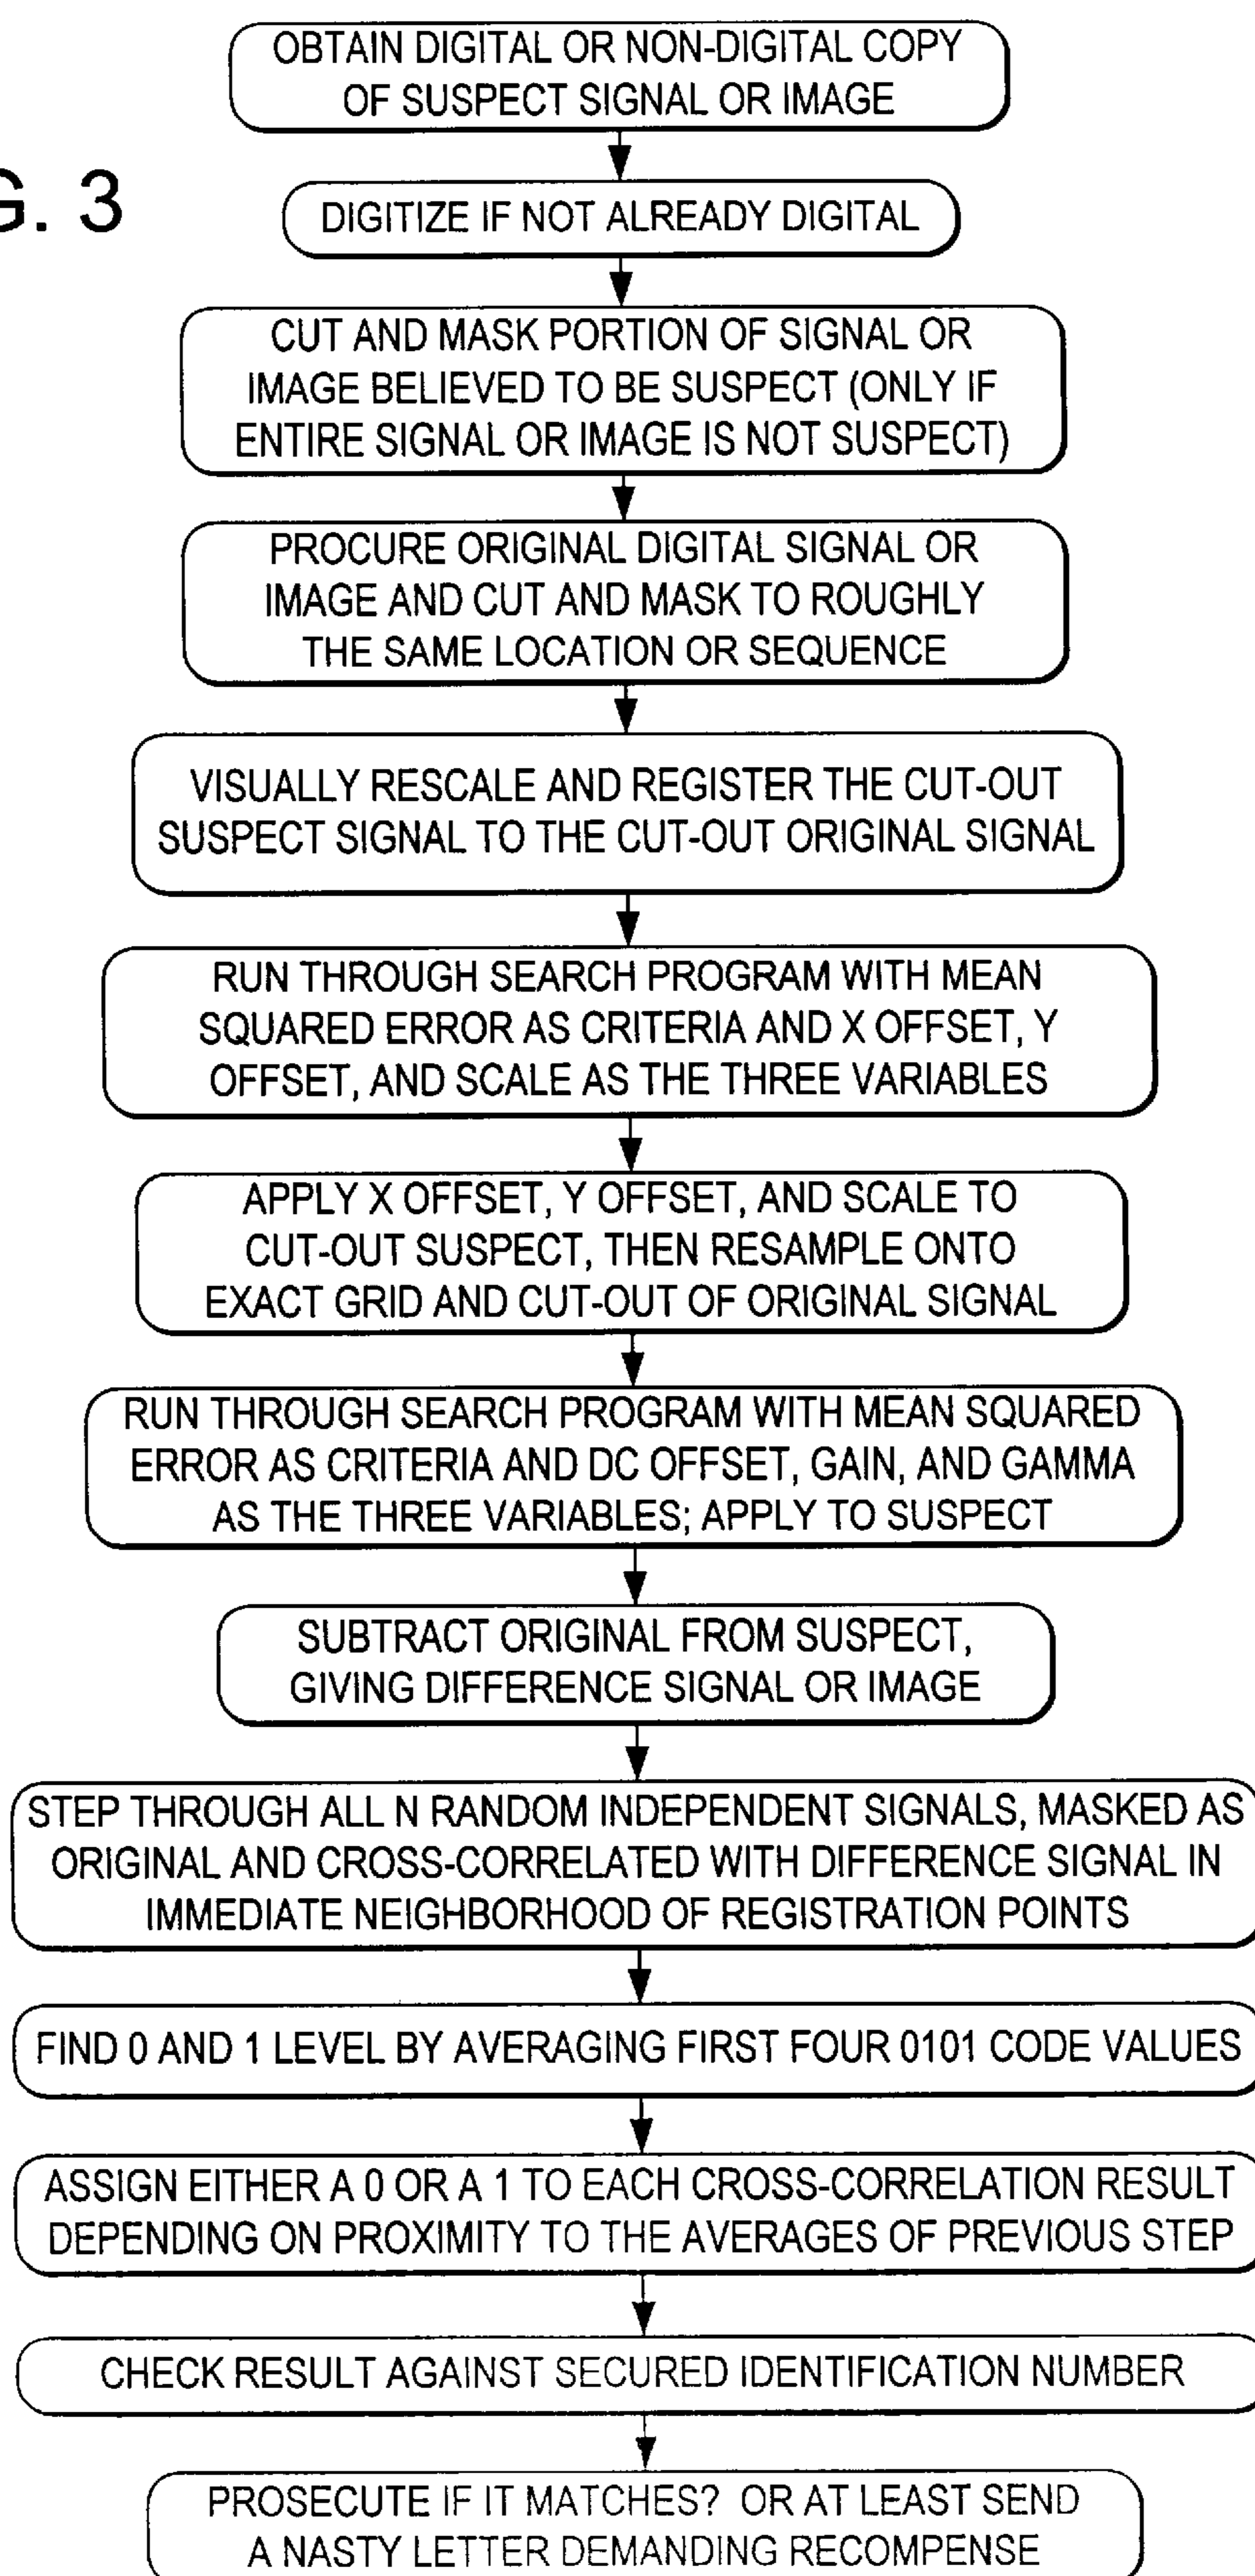 OBTAIN DIGITAL OR NON-DIGITAL COPY
OF SUSPECT SIGNAL OR IMAGE
G. 3
DIGITIZE IF NOT ALREADY DIGITAL
CUT AND MASK PORTION OF SIGNAL OR
IMAGE BELIEVED TO BE SUSPECT (ONLY IF
ENTIRE SIGNAL OR IMAGE IS NOT SUSPECT)
PROCURE ORIGINAL DIGITAL SIGNAL OR
IMAGE AND CUT AND MASK TO ROUGHLY
THE SAME LOCATION OR SEQUENCE
VISUALLY RESCALE AND REGISTER THE CUT-OUT
SUSPECT SIGNAL TO THE CUT-OUT ORIGINAL SIGNAL
RUN THROUGH SEARCH PROGRAM WITH MEAN
SQUARED ERROR AS CRITERIA AND X OFFSET, Y
OFFSET, AND SCALE AS THE THREE VARIABLES
APPLY X OFFSET, Y OFFSET, AND SCALE TO
CUT-OUT SUSPECT, THEN RESAMPLE ONTO
EXACT GRID AND CUT-OUT OF ORIGINAL SIGNAL
RUN THROUGH SEARCH PROGRAM WITH MEAN SQUARED
ERROR AS CRITERIA AND DC OFFSET, GAIN, AND GAMMA
AS THE THREE VARIABLES; APPLY TO SUSPECT
SUBTRACT ORIGINAL FROM SUSPECT,
GIVING DIFFERENCE SIGNAL OR IMAGE
STEP THROUGH ALL N RANDOM INDEPENDENT SIGNALS, MASKED AS
ORIGINAL AND CROSS-CORRELATED WITH DIFFERENCE SIGNAL IN
IMMEDIATE NEIGHBORHOOD OF REGISTRATION POINTS
FIND 0 AND 1 LEVEL BY AVERAGING FIRST FOUR 0101 CODE VALUES
ASSIGN EITHER A 0 OR A 1 TO EACH CROSS-CORRELATION RESULT
DEPENDING ON PROXIMITY TO THE AVERAGES OF PREVIOUS STEP
CHECK RESULT AGAINST SECURED IDENTIFICATION NUMBER
PROSECUTE IF IT MATCHES? OR AT LEAST SEND
A NASTY LETTER DEMANDING RECOMPENSE